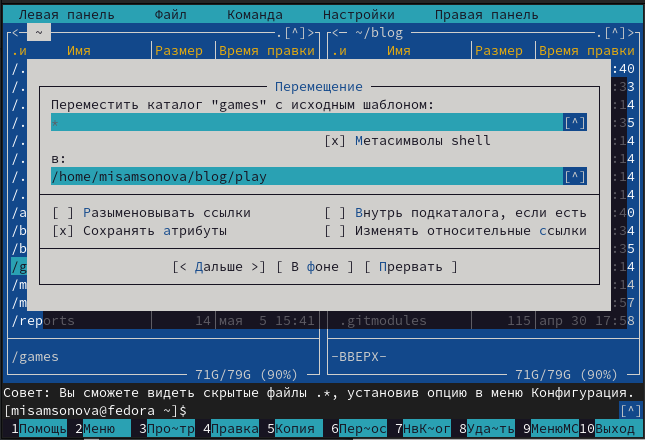 Левая панель Файл Команда Настройки Правая панель
<─ ~ .[^]> <─ ~/blog .[^]>
.и Имя Размер Время правки .и Имя Размер Время правки
Перемещение
Переместить каталог "games" с исходным шаблоном:
* [^]
[x] Метасимволы shell
в:
/home/misamsonova/blog/play [^]
[ ] Разыменовывать ссылки [ ] Внутрь подкаталога, если есть
[x] Сохранять атрибуты [ ] Изменять относительные ссылки
[< Дальше >] [ В фоне ] [ Прервать ]
/reports 14 мая 5 15:41 .gitmodules 115 апр 30 17:58
/games -ВВЕРХ-
71G/79G (90%) 71G/79G (90%)
Совет: Вы сможете видеть скрытые файлы .*, установив опцию в меню Конфигурация.
[misamsonova@fedora ~]$ [^]
1Помощь 2Меню 3Про~тр 4Правка 5Копия 6Пер~ос 7НвК~ог 8Уда~ть 9МенюMC 10Выход